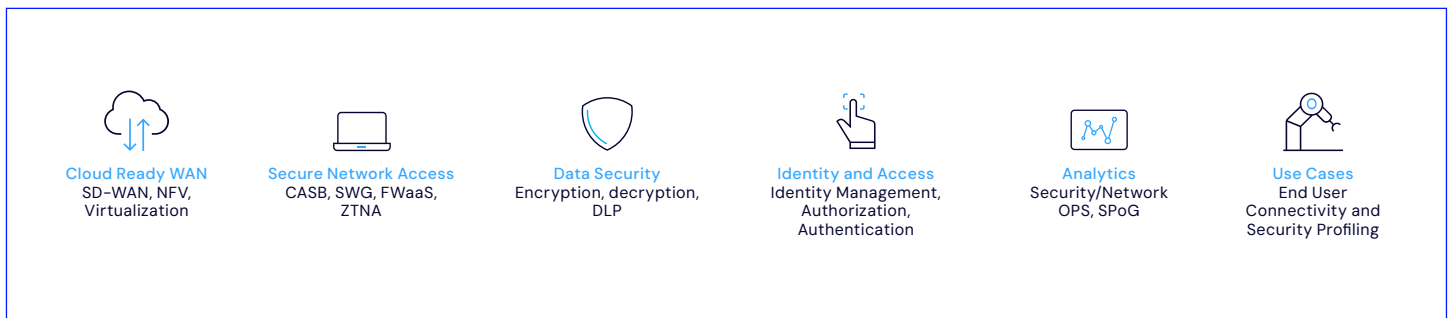 Cloud Ready WAN
SD-WAN, NFV,
Virtualization
Secure Network Access
CASB, SWG, FWaaS,
ZTNA
Data Security
Encryption, decryption,
DLP
Identity and Access
Identity Management,
Authorization,
Authentication
Analytics
Security/Network
OPS, SPoG
Use Cases
End User
Connectivity and
Security Profiling